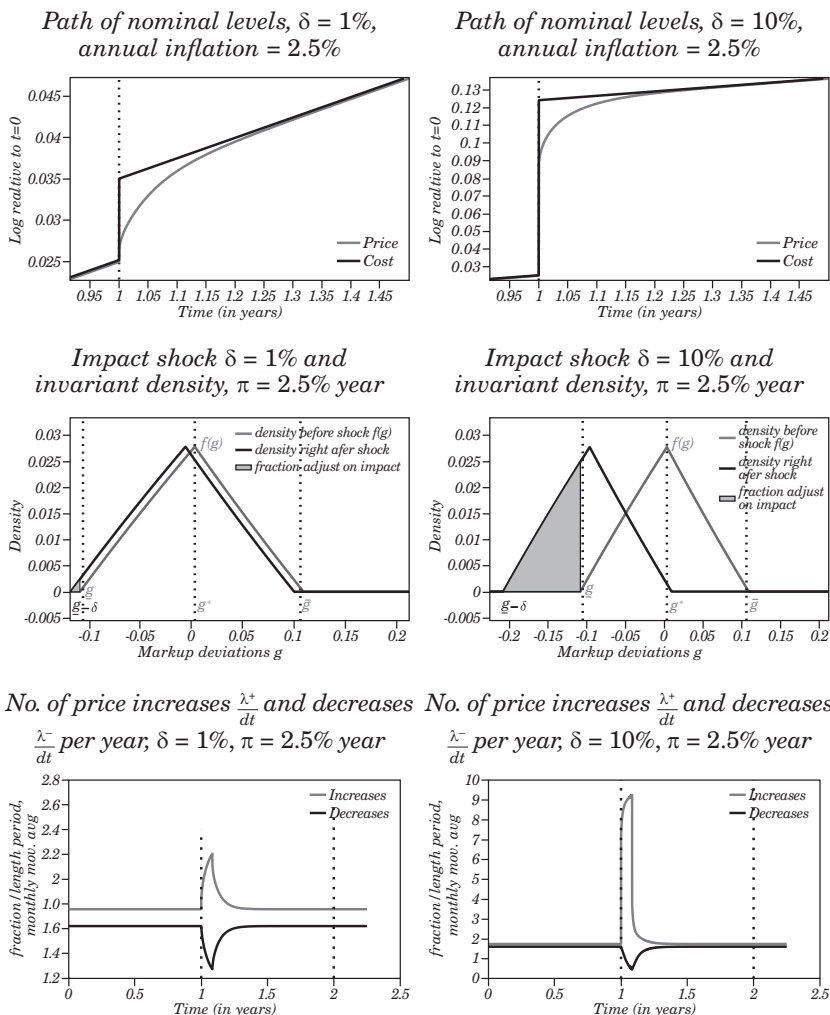 Path of nominal levels, δ = 1%,
annual inflation = 2.5%
Log realtive to t=0
0.045
0.04
0.035
0.03
0.025
Price
Cost
0.95 1 1.05 1.1 1.15 1.2 1.25 1.3 1.35 1.4 1.45
Time (in years)
Path of nominal levels, δ = 10%,
annual inflation = 2.5%
Log realtive to t=0
0.13
0.12
0.11
0.1
0.09
0.08
0.07
0.06
0.05
0.04
0.03
Price
Cost
0.95 1 1.05 1.1 1.15 1.2 1.25 1.3 1.35 1.4 1.45
Time (in years)
Impact shock δ = 1% and
invariant density, π = 2.5% year
Density
0.03
0.025
0.02
0.015
0.01
0.005
0
-0.005
f(g)
density before shock f(g)
density right afer shock
fraction adjust on impact
g
g-δ
g*
ḡ
-0.1 0 0.1 0.2
Markup deviations g
Impact shock δ = 10% and
invariant density, π = 2.5% year
Density
0.03
0.025
0.02
0.015
0.01
0.005
0
-0.005
f(g)
density before
shock f(g)
density right
afer shock
fraction adjust
on impact
g-δ
g
g*
ḡ
-0.2 -0.15 -0.1 -0.05 0 0.05 0.1 0.15 0.2
Markup deviations g
No. of price increases λ⁺/dt and decreases
λ⁻/dt per year, δ = 1%, π = 2.5% year
fraction/length period,
monthly mov. avg
2.8
2.6
2.4
2.2
2
1.0
1.6
1.4
1.2
Increases
Decreases
0 0.5 1 1.5 2 2.5
Time (in years)
No. of price increases λ⁺/dt and decreases
λ⁻/dt per year, δ = 10%, π = 2.5% year
fraction/length period,
monthly mov. avg
10
9
8
7
6
5
4
3
2
1
0
Increases
Decreases
0 0.5 1 1.5 2 2.5
Time (in years)